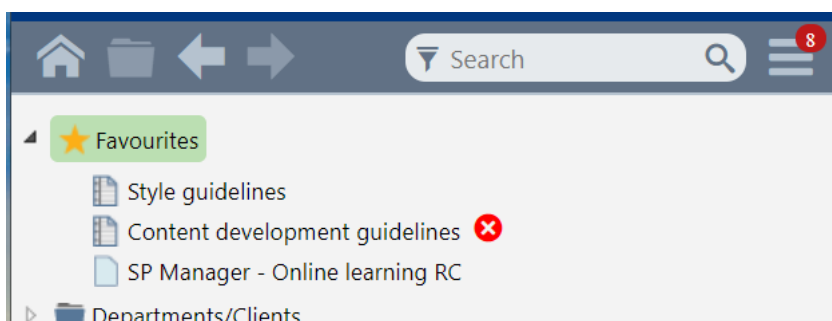 Search
8
Favourites
Style guidelines
Content development guidelines
SP Manager - Online learning RC
Departments/Clients